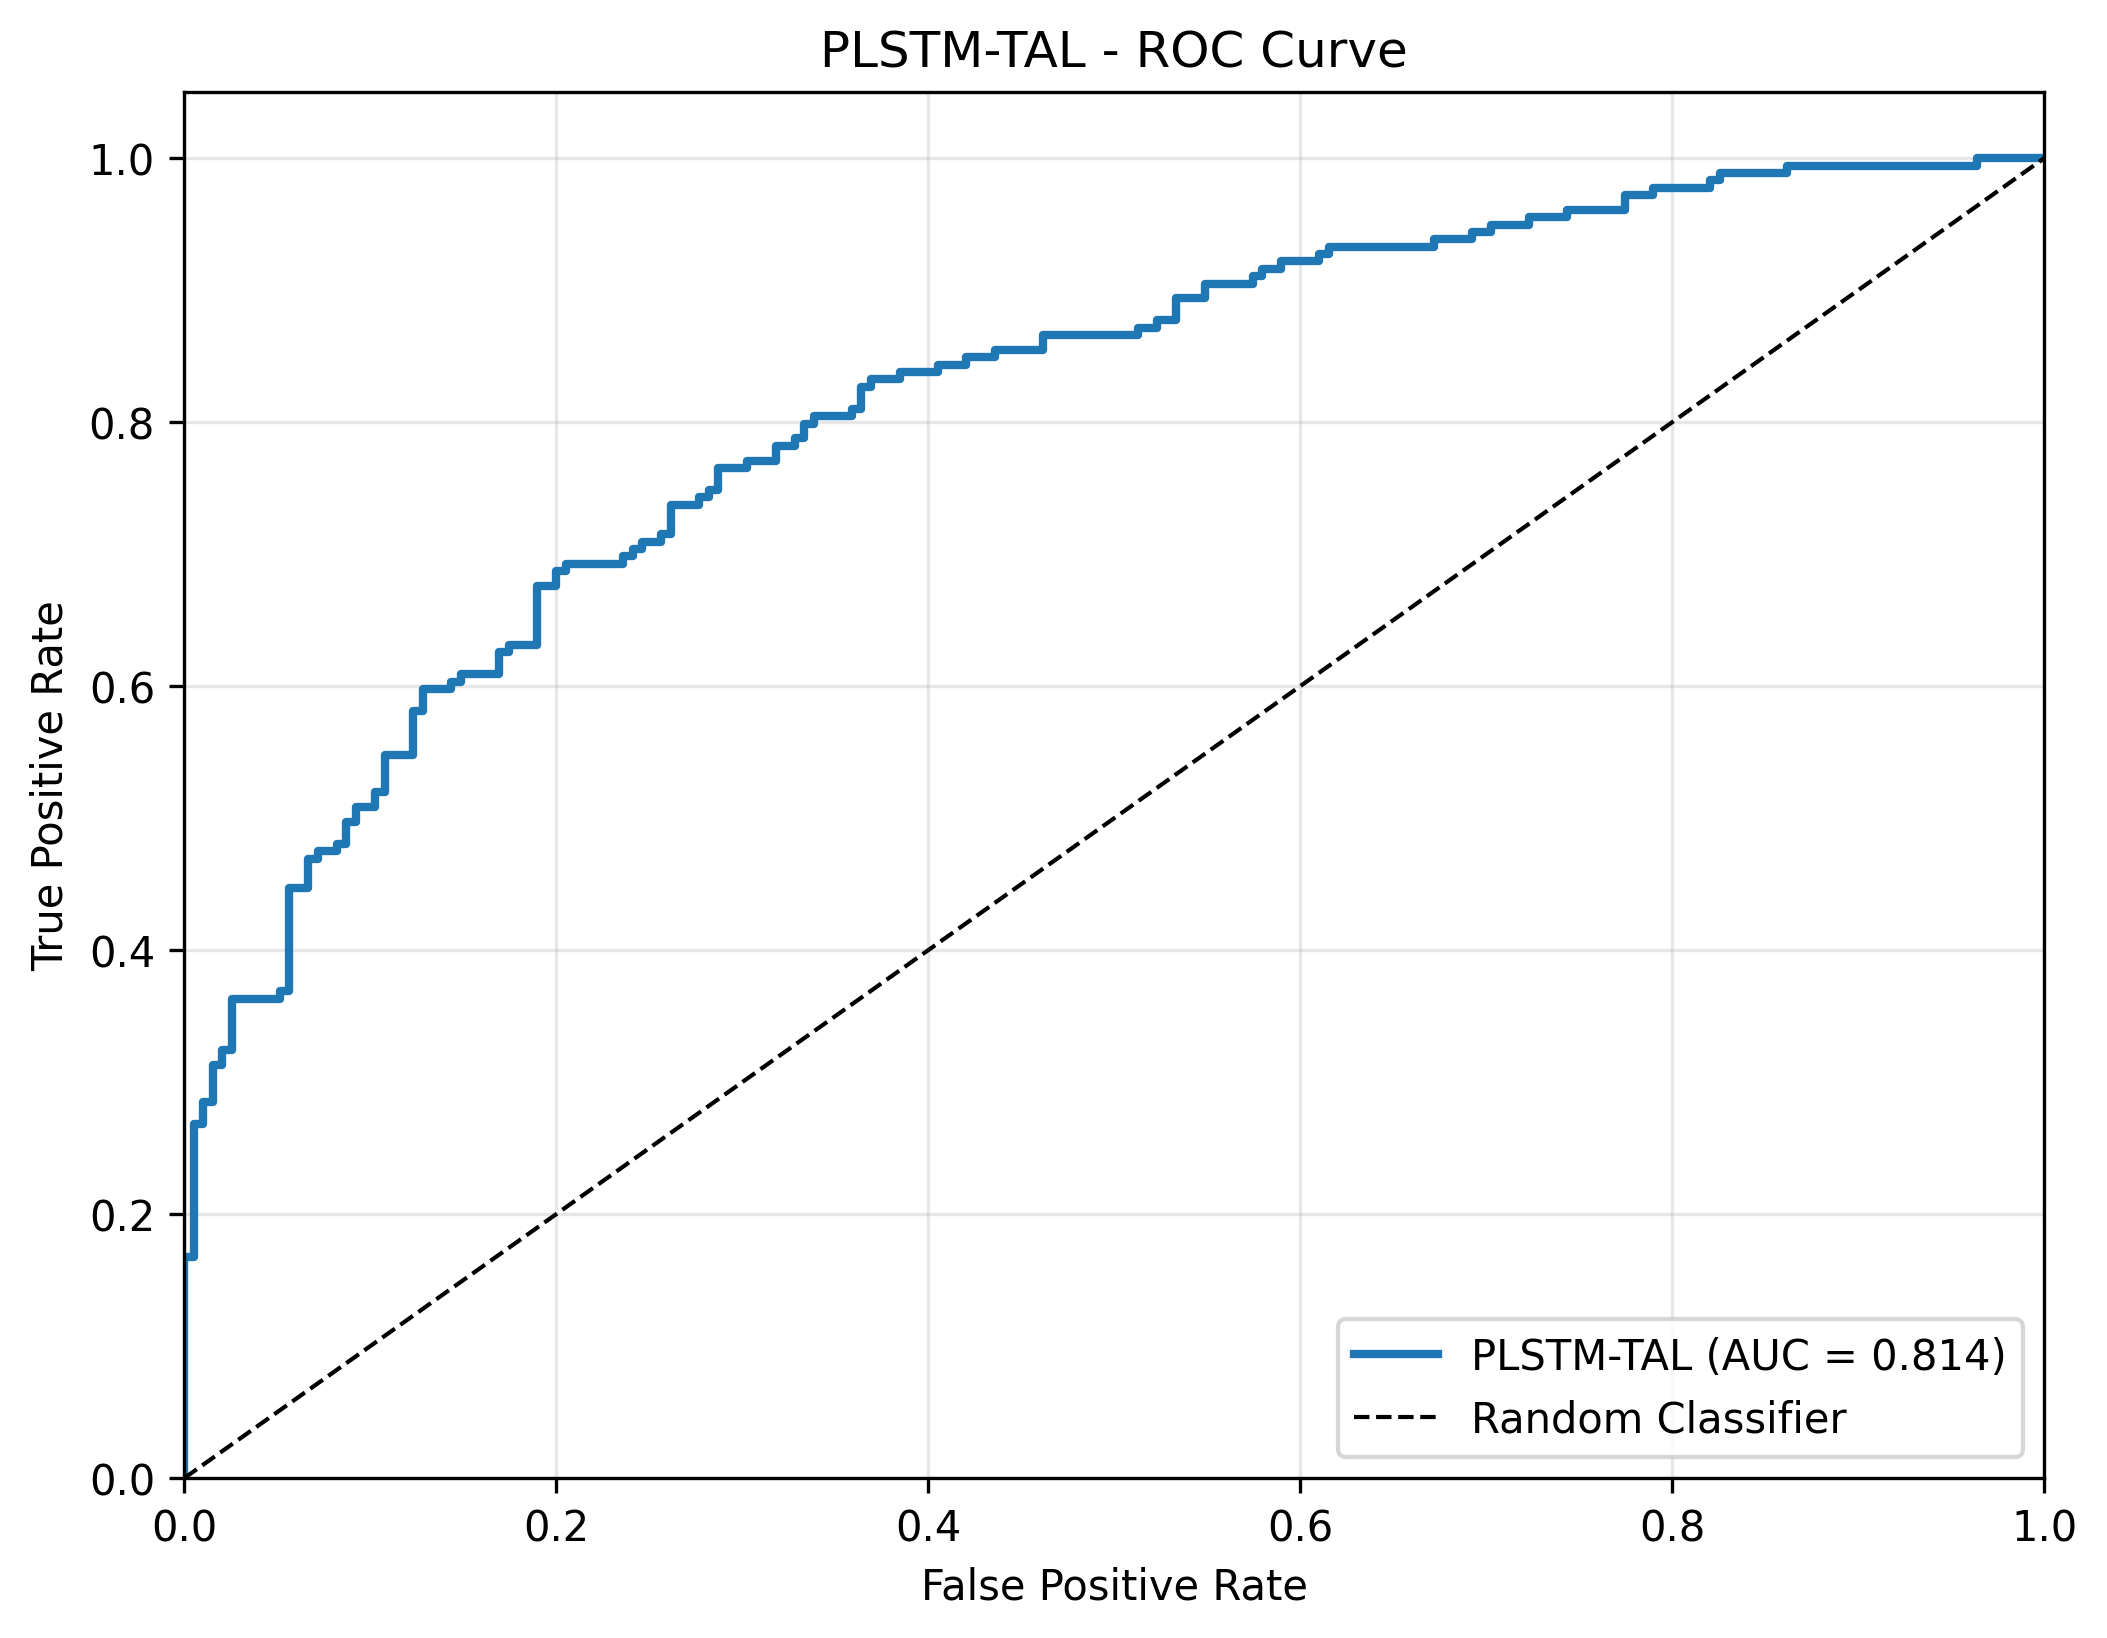 PLSTM-TAL - ROC Curve
1.0
0.8
0.6
0.4
0.2
0.0
True Positive Rate
0.0 0.2 0.4 0.6 0.8 1.0
False Positive Rate
PLSTM-TAL (AUC = 0.814)
Random Classifier